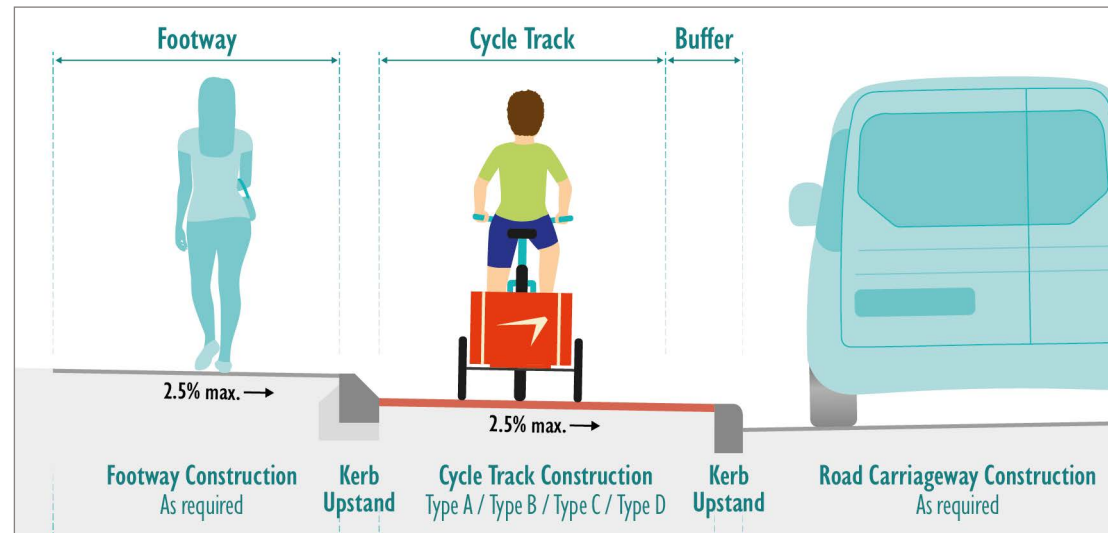 Footway
Cycle Track
Buffer
2.5% max.
2.5% max.
Footway Construction
As required
Kerb
Upstand
Cycle Track Construction
Type A / Type B / Type C / Type D
Kerb
Upstand
Road Carriageway Construction
As required